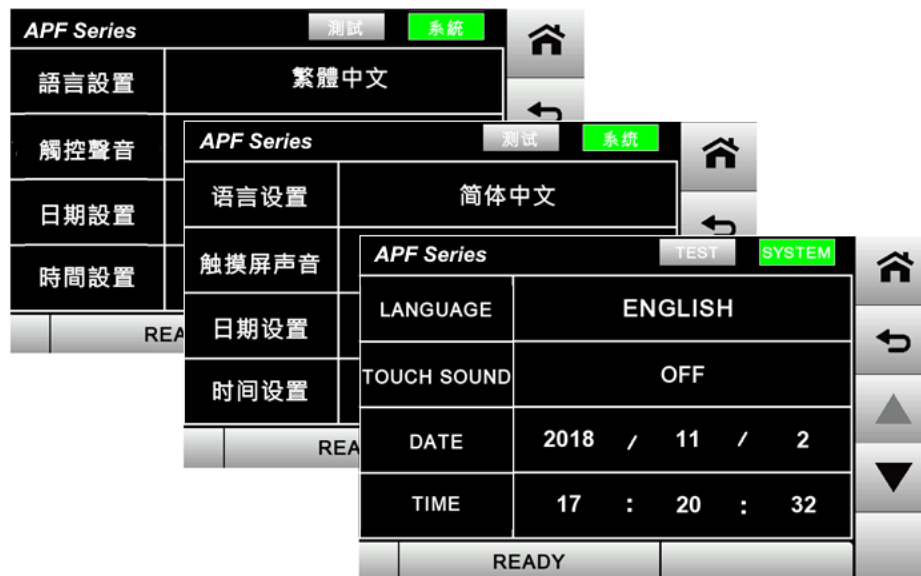 APF Series 測試 系統
語言設置 繁體中文
觸控聲音
日期設置
時間設置
REA
APF Series 测试 系统
语言设置 简体中文
触摸屏声音
日期设置
时间设置
REA
APF Series TEST SYSTEM
LANGUAGE ENGLISH
TOUCH SOUND OFF
DATE 2018 / 11 / 2
TIME 17 : 20 : 32
READY